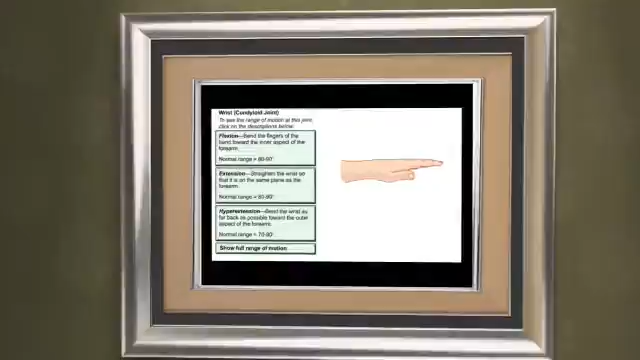 Wrist (Condyloid Joint)
To see the range of motion at this joint,
click on the descriptions below.
Flexion—Bend the fingers of the
hand toward the inner aspect of the
forearm.
Normal range = 80-90°
Extension—Straighten the wrist so
that it is on the same plane as the
forearm.
Normal range = 80-90°
Hyperextension—Bend the wrist as
far back as possible toward the outer
aspect of the forearm.
Normal range = 70-90°
Show full range of motion